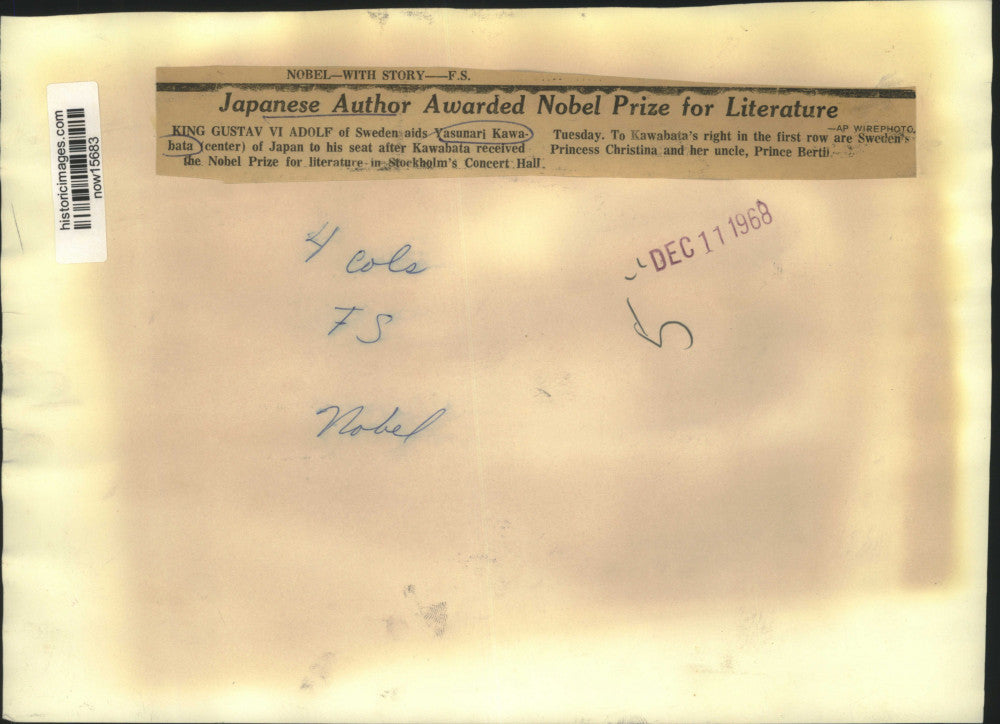 NOBEL—WITH STORY——F.S.
Japanese Author Awarded Nobel Prize for Literature
KING GUSTAV VI ADOLF of Sweden aids Yasunari Kawa-
bata (center) of Japan to his seat after Kawabata received
the Nobel Prize for literature in Stockholm's Concert Hall
—AP WIREPHOTO.
Tuesday. To Kawabata's right in the first row are Sweden's
Princess Christina and her uncle, Prince Bertil.
historicimages.com
now15683
4 cols
FS
Nobel
DEC 11 1968
5